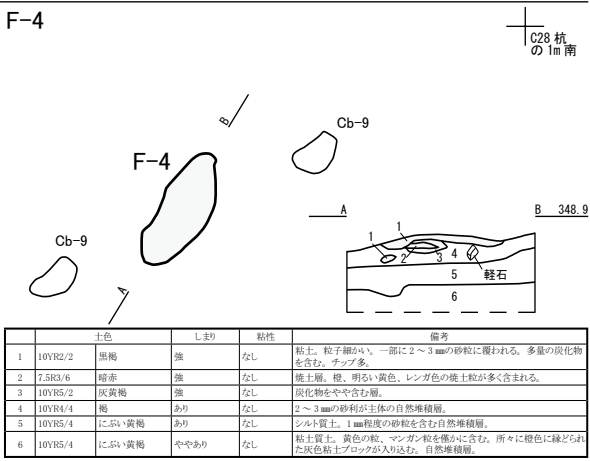 F-4
C28 杭
の 1m 南
B
Cb-9
F-4
Cb-9
A
A
B 348.9
1
1
2
3
4
軽石
5
6
土色 しまり 粘性 備考
1 10YR2/2 黒褐 強 なし 粘土。粒子細かい。一部に 2 ~ 3 ㎜の砂粒に覆われる。多量の炭化物
を含む。チップ多。
2 7.5R3/6 暗赤 強 なし 焼土層。橙、明るい黄色、レンガ色の焼土粒が多く含まれる。
3 10YR5/2 灰黄褐 強 なし 炭化物をやや含む層。
4 10YR4/4 褐 あり なし 2 ~ 3 ㎜の砂利が主体の自然堆積層。
5 10YR5/4 にぶい黄褐 あり なし シルト質土。1 ㎜程度の砂粒を含む自然堆積層。
6 10YR5/4 にぶい黄褐 ややあり なし 粘土質土。黄色の粒、マンガン粒を僅かに含む。所々に橙色に縁どられ
た灰色粘土ブロックが入り込む。自然堆積層。